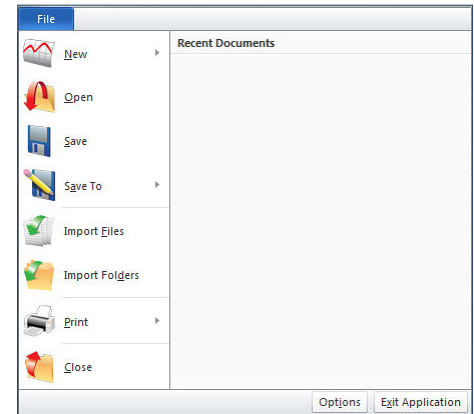 File
Recent Documents
New
Open
Save
Save To
Import Files
Import Folders
Print
Close
Options
Exit Application